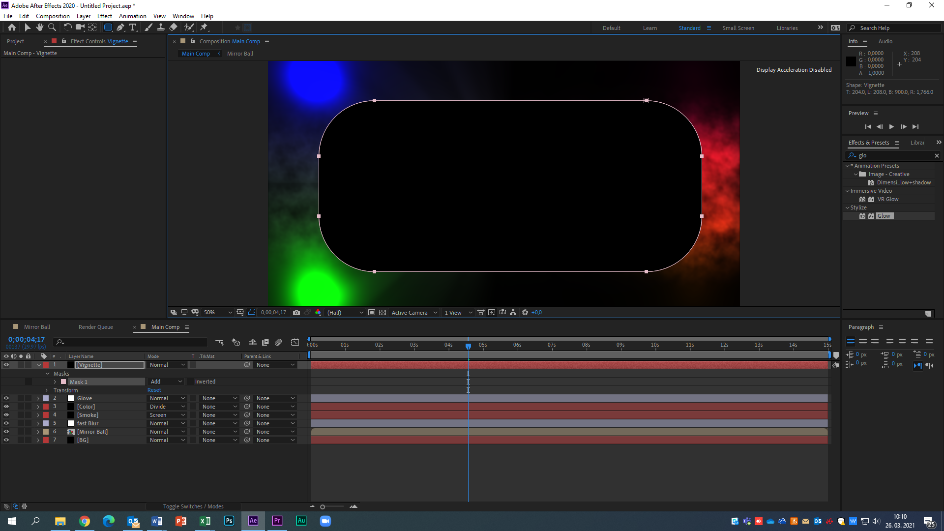 Adobe After Effects 2020 - Untitled Project.aep *
File Edit Composition Layer Effect Animation View Window Help
Default Learn Standard Small Screen Libraries Search Help
Project Effect Controls Vignette
Main Comp - Vignette
Composition Main Comp
Main Comp Mirror Ball
Display Acceleration Disabled
Info Audio
R: 0,0000
G: 0,0000
B: 0,0000
A: 1,0000
X: 208
Y: 204
Shape: Vignette
T: 204.0, L: 208.0, B: 900.0, R: 1,766.0
Preview
Effects & Presets Librar
glo
* Animation Presets
Image - Creative
Dimensi...ow+shadow
Immersive Video
VR Glow
Stylize
Glow
50% 0;00;04;17 (Half) Active Camera 1 View +0,0
Mirror Ball Render Queue Main Comp
0;00;04;17
Layer Name Mode T TrkMat Parent & Link
:00s 01s 02s 03s 04s 05s 06s 07s 08s 09s 10s 11s 12s 13s 14s 15s
1 [Vignette] Normal None
Masks
Mask 1 Add Inverted
Transform Reset
2 Glove Normal None None
3 [Color] Divide None None
4 [Smoke] Screen None None
5 fast Blur Normal None None
6 [Mirror Ball] Normal None None
7 [BG] Normal None None
Toggle Switches / Modes
Paragraph
0 px 0 px
0 px 0 px
0 px
10:10
26. 03. 2021